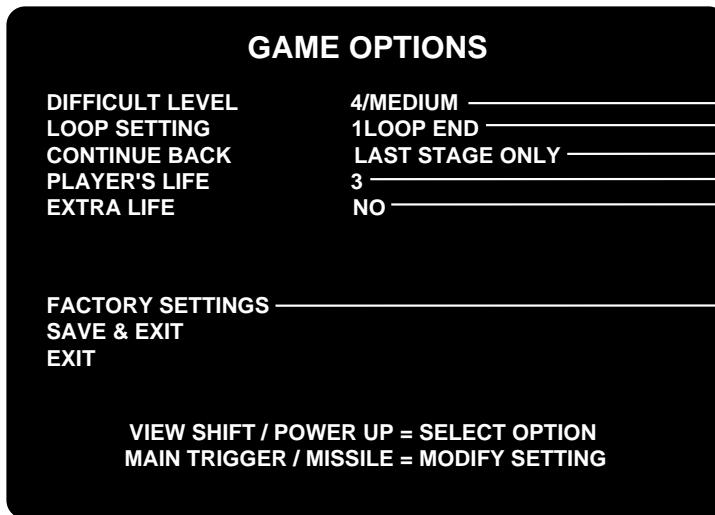 GAME OPTIONS
DIFFICULT LEVEL 4/MEDIUM
LOOP SETTING 1LOOP END
CONTINUE BACK LAST STAGE ONLY
PLAYER'S LIFE 3
EXTRA LIFE NO
FACTORY SETTINGS
SAVE & EXIT
EXIT
VIEW SHIFT / POWER UP = SELECT OPTION
MAIN TRIGGER / MISSILE = MODIFY SETTING